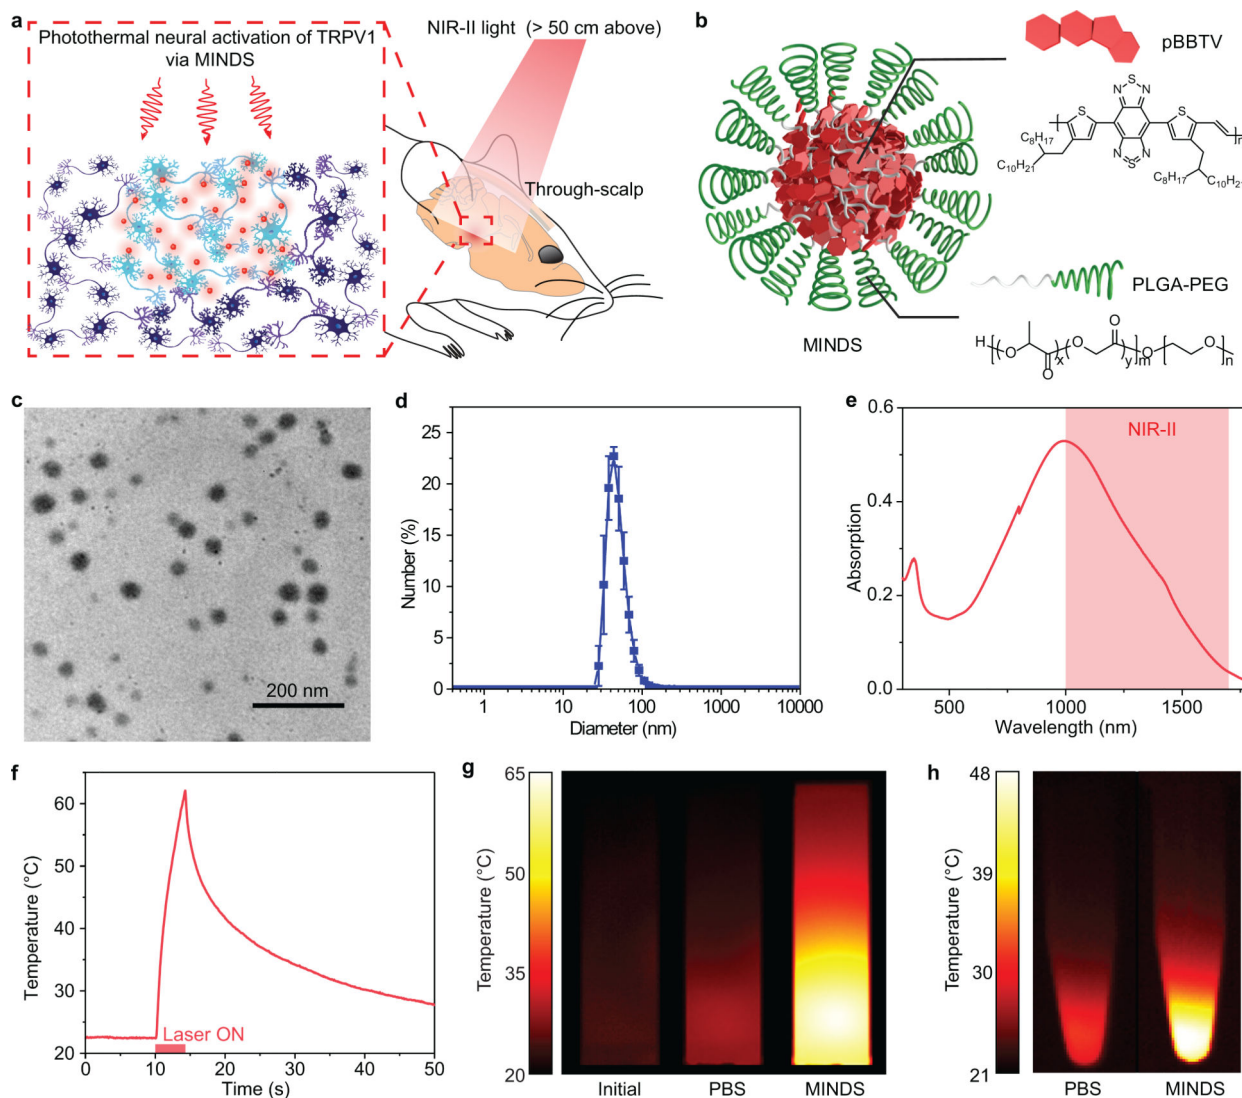 a
Photothermal neural activation of TRPV1
via MINDS
NIR-II light (> 50 cm above)
Through-scalp
b
pBBTV
S
N N
S S
C8H17
C10H21
N N
S
n
C8H17
C10H21
PLGA-PEG
MINDS
H O O x O O y m O O n
c
200 nm
d
Number (%)
25
20
15
10
5
0
1 10 100 1000 10000
Diameter (nm)
e
Absorption
0.6
0.4
0.2
0.0
NIR-II
500 1000 1500
Wavelength (nm)
f
Temperature (°C)
60
50
40
30
20
Laser ON
0 10 20 30 40 50
Time (s)
g
Temperature (°C)
65
50
35
20
Initial PBS MINDS
h
Temperature (°C)
48
39
30
21
PBS MINDS